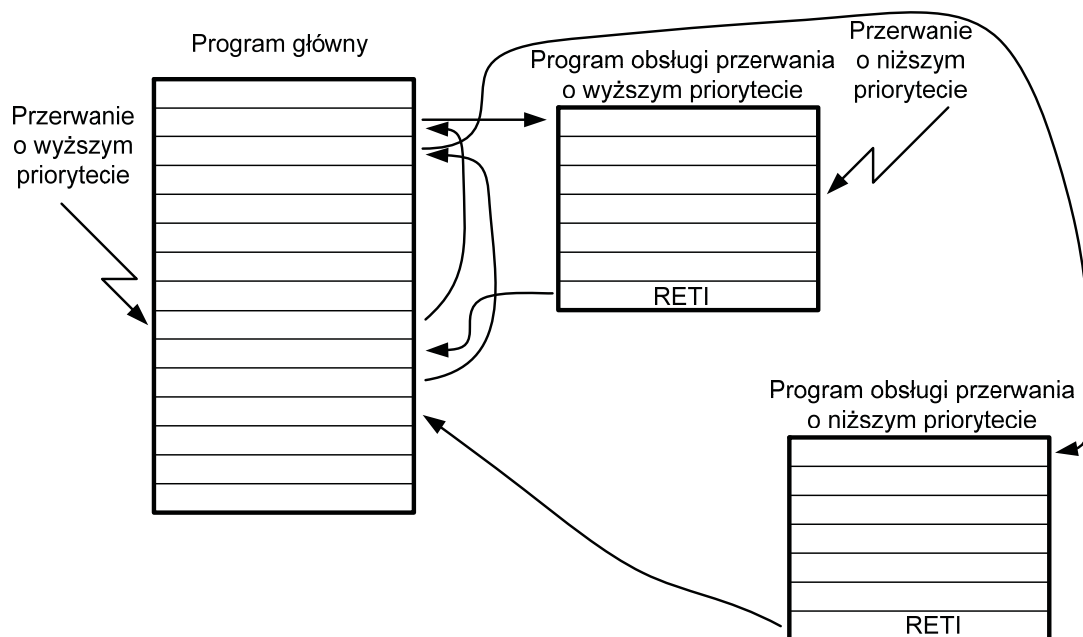 Program główny
Przerwanie
o wyższym
priorytecie
Program obsługi przerwania
o wyższym priorytecie
Przerwanie
o niższym
priorytecie
RETI
Program obsługi przerwania
o niższym priorytecie
RETI